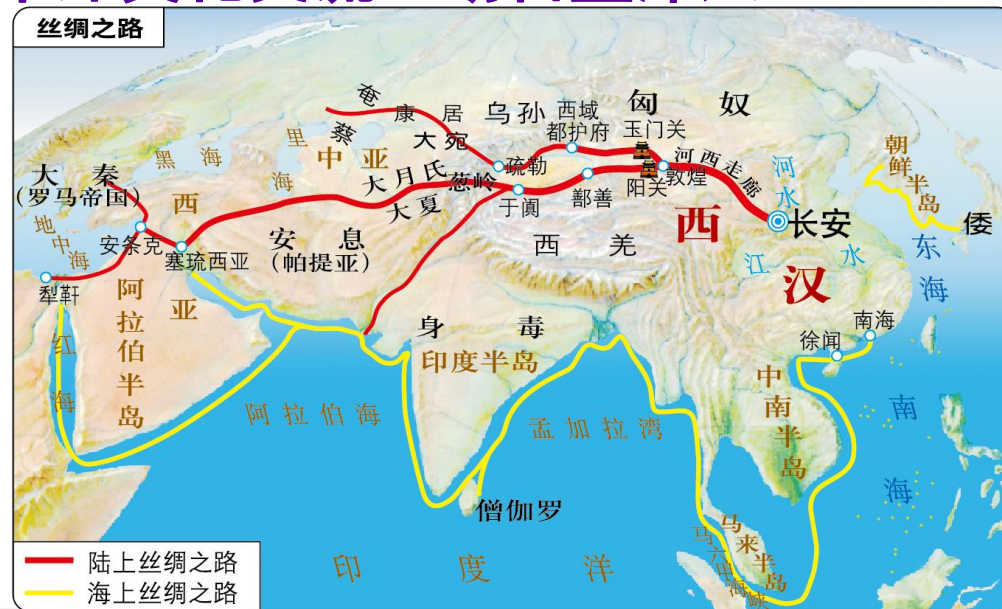 丝绸之路
奄蔡
康居
乌孙
匈奴
西域
都护府
玉门关
大宛
疏勒
河西走廊
敦煌
阳关
河水
朝鲜半岛
黑海
里海
中亚
大秦
(罗马帝国)
大月氏
葱岭
大夏
于阗
鄯善
长安
倭
地中海
西亚
安条克
塞琉西亚
安息
(帕提亚)
西羌
西汉
江水
东海
犁靬
阿拉伯半岛
身毒
印度半岛
南海
徐闻
红海
阿拉伯海
孟加拉湾
中南半岛
南海
僧伽罗
马来半岛
马六甲海峡
印度洋
陆上丝绸之路
海上丝绸之路